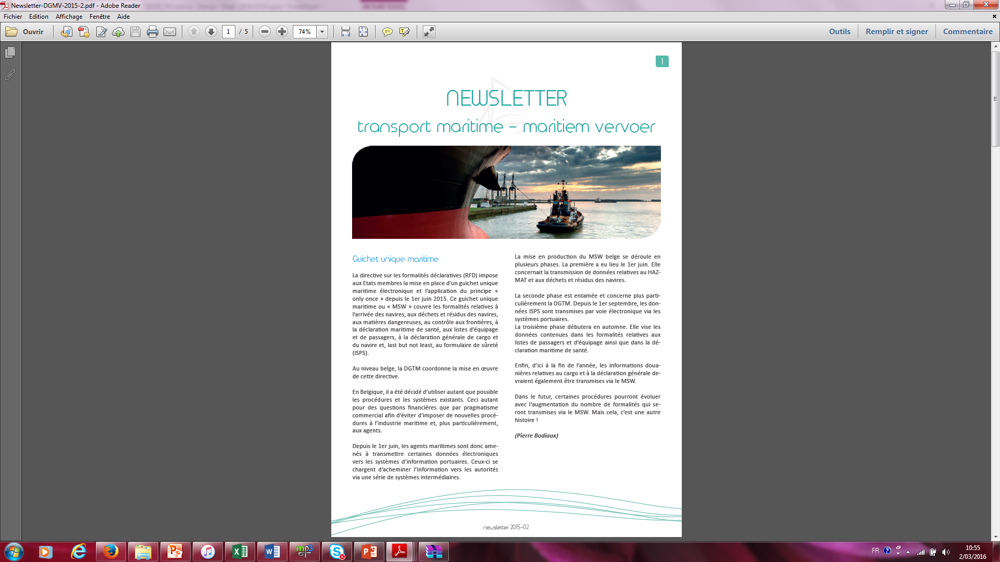 Newsletter-DGMV-2015-2.pdf - Adobe Reader
Fichier Edition Affichage Fenêtre Aide
Ouvrir 1 / 5 74% Outils Remplir et signer Commentaire
1
NEWSLETTER
transport maritime – maritiem vervoer
Guichet unique maritime
La directive sur les formalités déclaratives (RFD) impose
aux Etats membres la mise en place d’un guichet unique
maritime électronique et l’application du principe «
only once » depuis le 1er juin 2015. Ce guichet unique
maritime ou « MSW » couvre les formalités relatives à
l’arrivée des navires, aux déchets et résidus des navires,
aux matières dangereuses, au contrôle aux frontières, à
la déclaration maritime de santé, aux listes d’équipage
et de passagers, à la déclaration générale de cargo et
du navire et, last but not least, au formulaire de sûreté
(ISPS).
Au niveau belge, la DGTM coordonne la mise en œuvre
de cette directive.
En Belgique, il a été décidé d’utiliser autant que possible
les procédures et les systèmes existants. Ceci autant
pour des questions financières que par pragmatisme
commercial afin d’éviter d’imposer de nouvelles procé-
dures à l’industrie maritime et, plus particulièrement,
aux agents.
Depuis le 1er juin, les agents maritimes sont donc ame-
nés à transmettre certaines données électroniques
vers les systèmes d’information portuaires. Ceux-ci se
chargent d’acheminer l’information vers les autorités
via une série de systèmes intermédiaires.
La mise en production du MSW belge se déroule en
plusieurs phases. La première a eu lieu le 1er juin. Elle
concernait la transmission de données relatives au HAZ-
MAT et aux déchets et résidus des navires.
La seconde phase est entamée et concerne plus parti-
culièrement la DGTM. Depuis le 1er septembre, les don-
nées ISPS sont transmises par voie électronique via les
systèmes portuaires.
La troisième phase débutera en automne. Elle vise les
données contenues dans les formalités relatives aux
listes de passagers et d’équipage ainsi que dans la dé-
claration maritime de santé.
Enfin, d’ici à la fin de l’année, les informations doua-
nières relatives au cargo et à la déclaration générale de-
vraient également être transmises via le MSW.
Dans le futur, certaines procédures pourront évoluer
avec l’augmentation du nombre de formalités qui se-
ront transmises via le MSW. Mais cela, c’est une autre
histoire !
(Pierre Bodiaux)
newsletter 2015-02
FR
10:55
2/03/2016